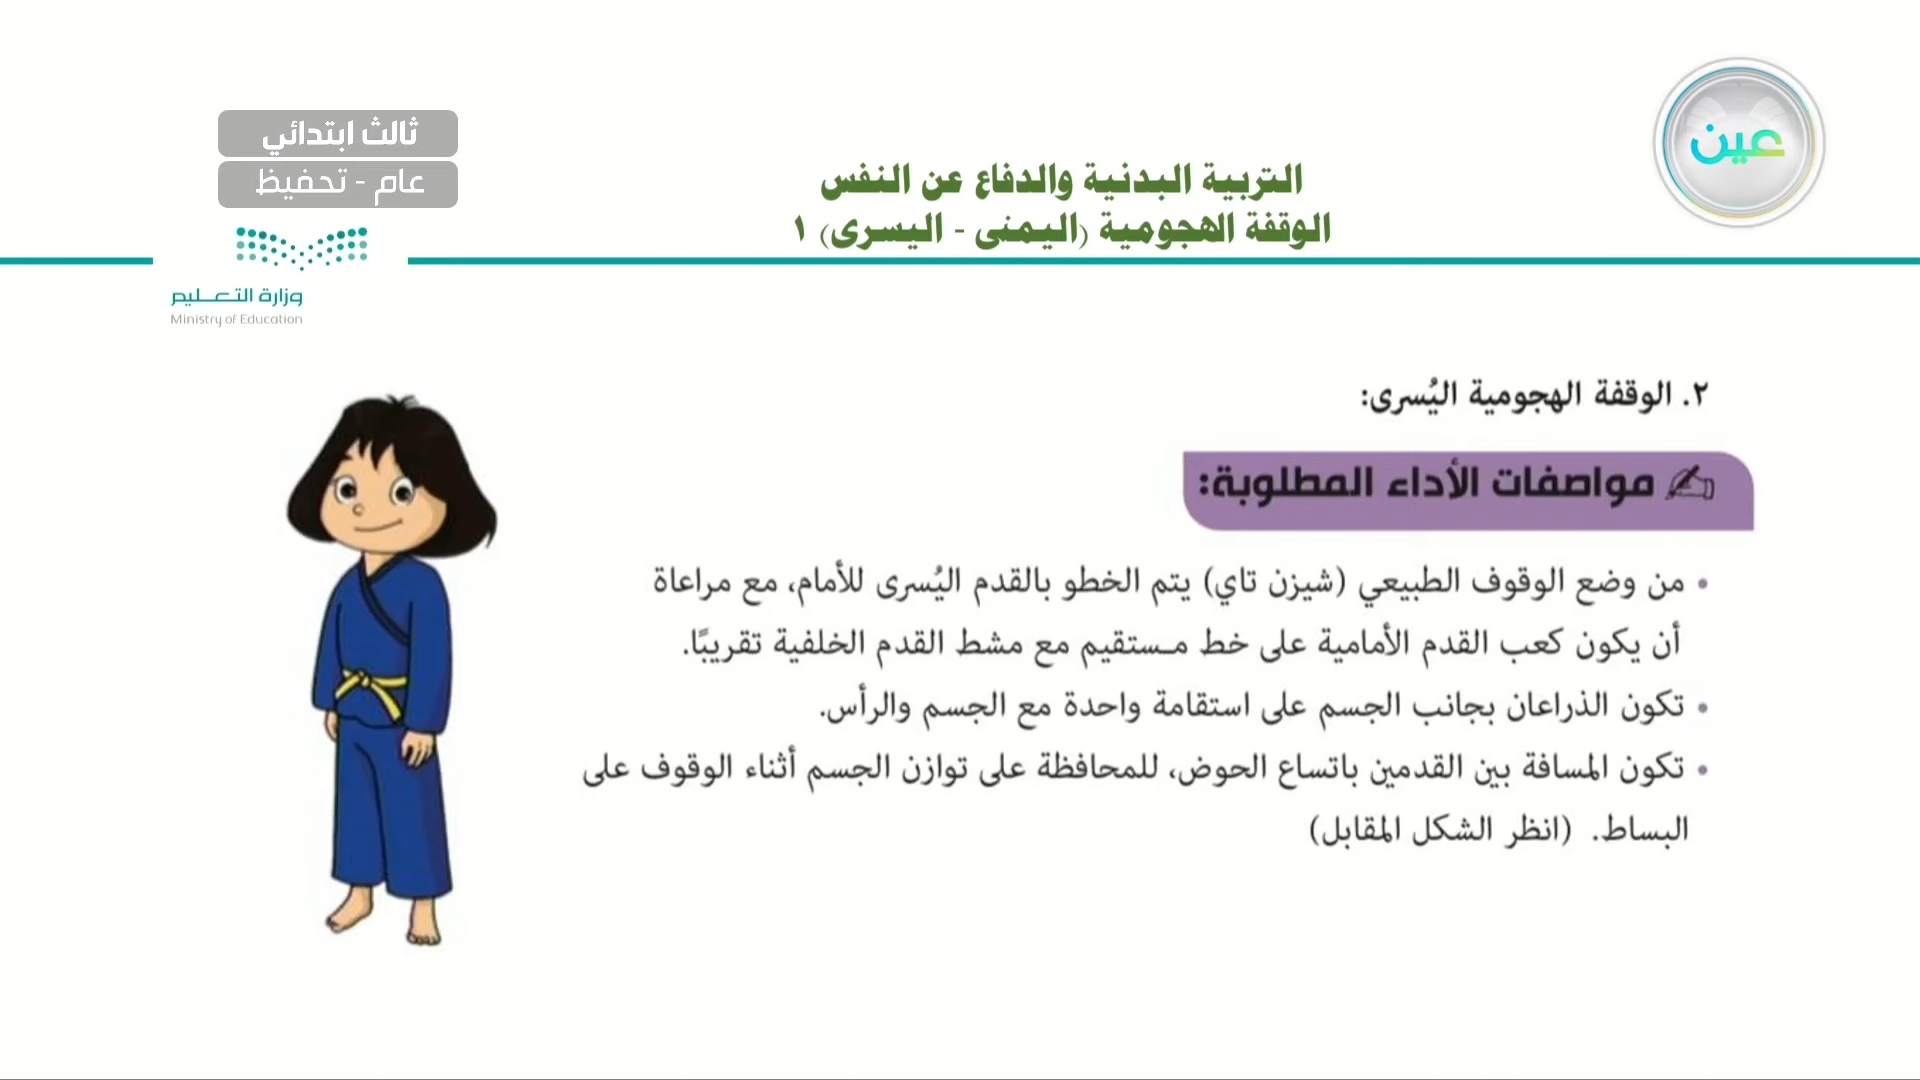 عين
ثالث ابتدائي
عام - تحفيظ
التربية البدنية والدفاع عن النفس
الوقفة الهجومية (اليمنى - اليسرى) ١
وزارة التعليم
Ministry of Education
٢. الوقفة الهجومية اليُسرى:
مواصفات الأداء المطلوبة:
• من وضع الوقوف الطبيعي (شيزن تاي) يتم الخطو بالقدم اليُسرى للأمام، مع مراعاة
أن يكون كعب القدم الأمامية على خط مستقيم مع مشط القدم الخلفية تقريبًا.
• تكون الذراعان بجانب الجسم على استقامة واحدة مع الجسم والرأس.
• تكون المسافة بين القدمين باتساع الحوض، للمحافظة على توازن الجسم أثناء الوقوف على
البساط. (انظر الشكل المقابل)